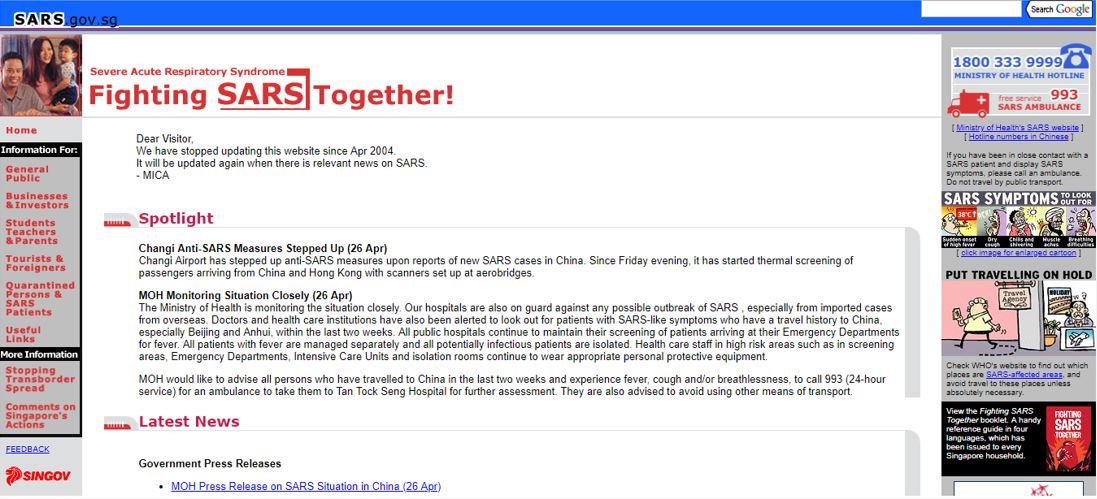 SARS.gov.sg
Search Google
Severe Acute Respiratory Syndrome
Fighting SARS Together!
Home
Information For:
General
Public
Businesses
& Investors
Students
Teachers
& Parents
Tourists &
Foreigners
Quarantined
Persons &
SARS
Patients
Useful
Links
More Information
Stopping
Transborder
Spread
Comments on
Singapore's
Actions
FEEDBACK
SINGOV
Dear Visitor,
We have stopped updating this website since Apr 2004.
It will be updated again when there is relevant news on SARS.
- MICA
Spotlight
Changi Anti-SARS Measures Stepped Up (26 Apr)
Changi Airport has stepped up anti-SARS measures upon reports of new SARS cases in China. Since Friday evening, it has started thermal screening of
passengers arriving from China and Hong Kong with scanners set up at aerobridges.
MOH Monitoring Situation Closely (26 Apr)
The Ministry of Health is monitoring the situation closely. Our hospitals are also on guard against any possible outbreak of SARS , especially from imported cases
from overseas. Doctors and health care institutions have also been alerted to look out for patients with SARS-like symptoms who have a travel history to China,
especially Beijing and Anhui, within the last two weeks. All public hospitals continue to maintain their screening of patients arriving at their Emergency Departments
for fever. All patients with fever are managed separately and all potentially infectious patients are isolated. Health care staff in high risk areas such as in screening
areas, Emergency Departments, Intensive Care Units and isolation rooms continue to wear appropriate personal protective equipment.
MOH would like to advise all persons who have travelled to China in the last two weeks and experience fever, cough and/or breathlessness, to call 993 (24-hour
service) for an ambulance to take them to Tan Tock Seng Hospital for further assessment. They are also advised to avoid using other means of transport.
Latest News
Government Press Releases
• MOH Press Release on SARS Situation in China (26 Apr)
1800 333 9999
MINISTRY OF HEALTH HOTLINE
free service 993
SARS AMBULANCE
[ Ministry of Health's SARS website ]
[ Hotline numbers in Chinese ]
If you have been in close contact with a
SARS patient and display SARS
symptoms, please call an ambulance.
Do not travel by public transport.
SARS SYMPTOMS TO LOOK OUT FOR
38°C
Sudden onset of high fever
Dry cough
Chills and shivering
Muscle aches
Breathing difficulties
[ click image for enlarged cartoon ]
PUT TRAVELLING ON HOLD
Travel Agency
HOLIDAY
Check WHO's website to find out which
places are SARS-affected areas, and
avoid travel to these places unless
absolutely necessary.
View the Fighting SARS
Together booklet. A handy
reference guide in four
languages, which has
been issued to every
Singapore household.
FIGHTING
SARS
TOGETHER